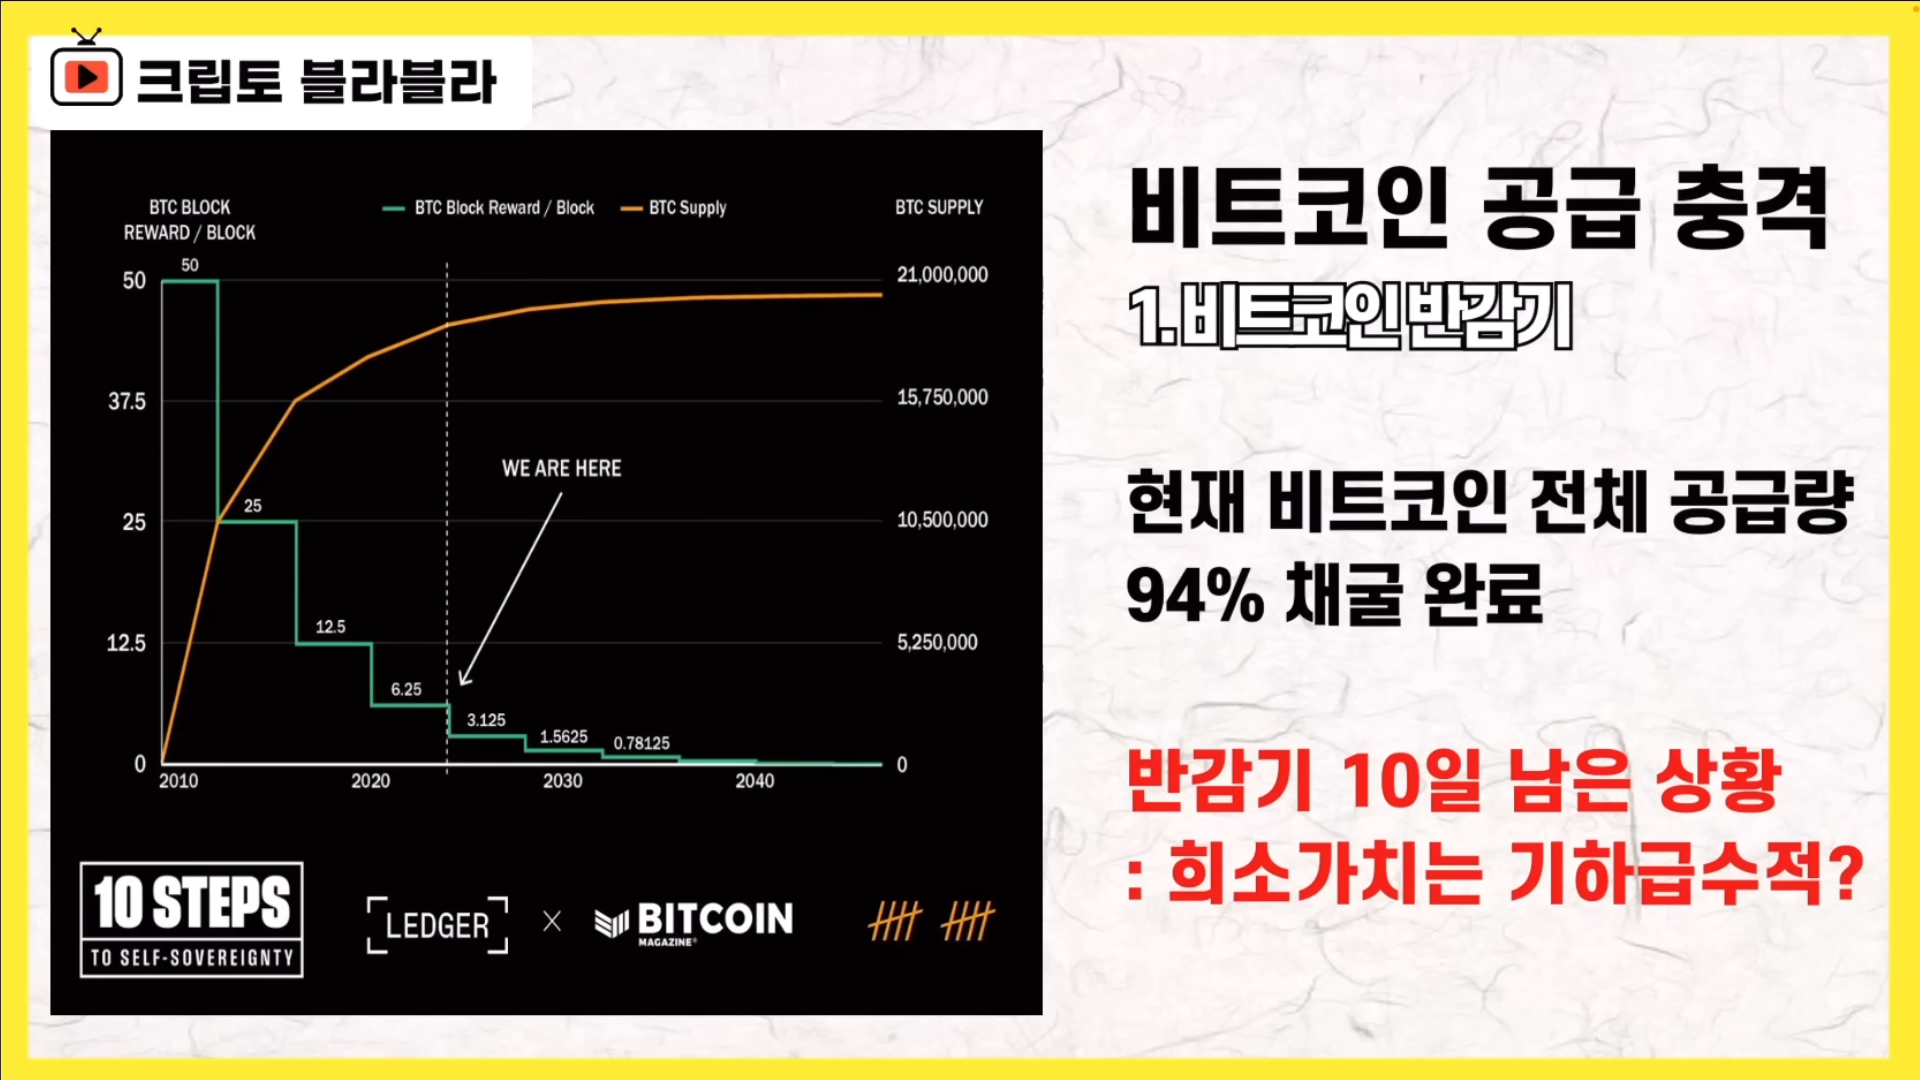 크립토 블라블라
BTC BLOCK
REWARD / BLOCK
BTC Block Reward / Block
BTC Supply
BTC SUPPLY
50
50
21,000,000
37.5
15,750,000
WE ARE HERE
25
25
10,500,000
12.5
12.5
5,250,000
6.25
3.125
1.5625
0.78125
0
0
2010
2020
2030
2040
10 STEPS
TO SELF-SOVEREIGNTY
LEDGER
X
BITCOIN
MAGAZINE®
비트코인 공급 충격
1. 비트코인 반감기
현재 비트코인 전체 공급량
94% 채굴 완료
반감기 10일 남은 상황
: 희소가치는 기하급수적?